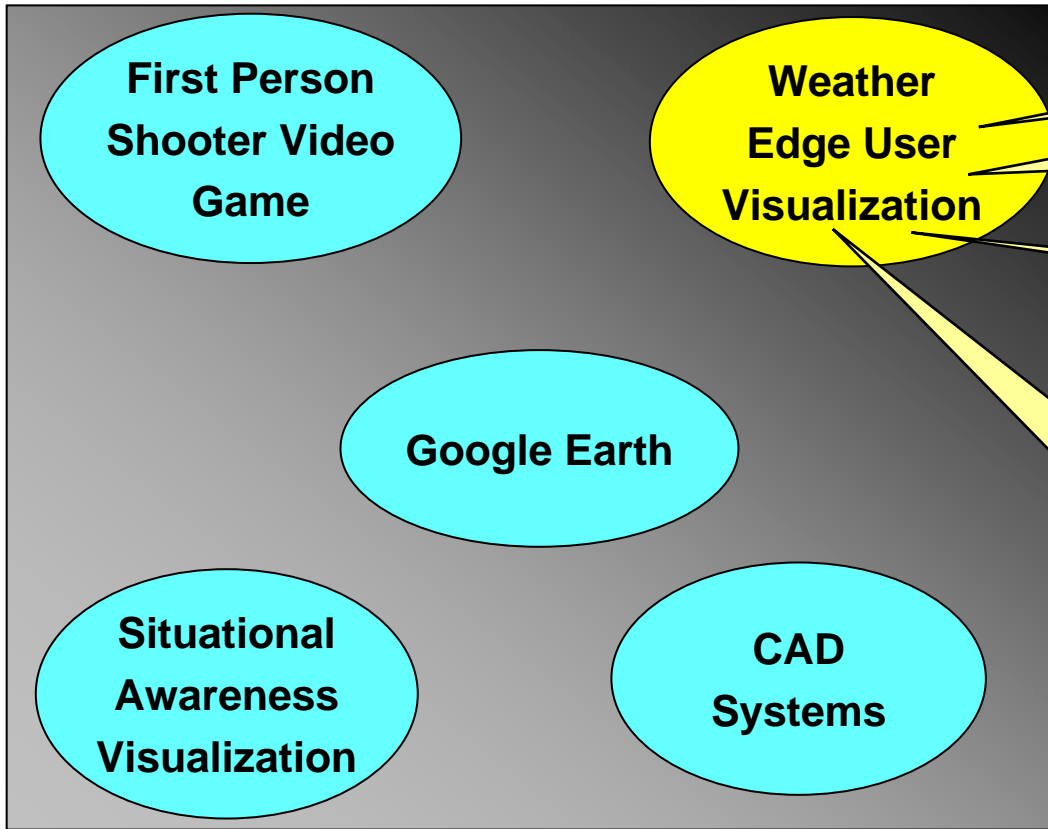 First Person
Shooter Video
Game
Weather
Edge User
Visualization
Google Earth
Situational
Awareness
Visualization
CAD
Systems